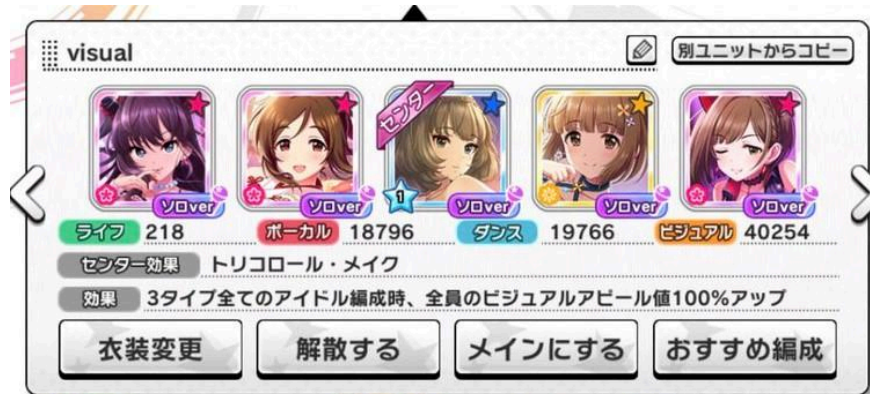 visual
別ユニットからコピー
センター
1
ソロver
ソロver
ソロver
ソロver
ソロver
ライフ 218 ボーカル 18796 ダンス 19766 ビジュアル 40254
センター効果 トリコロール・メイク
効果 3タイプ全てのアイドル編成時、全員のビジュアルアピール値100%アップ
衣装変更 解散する メインにする おすすめ編成